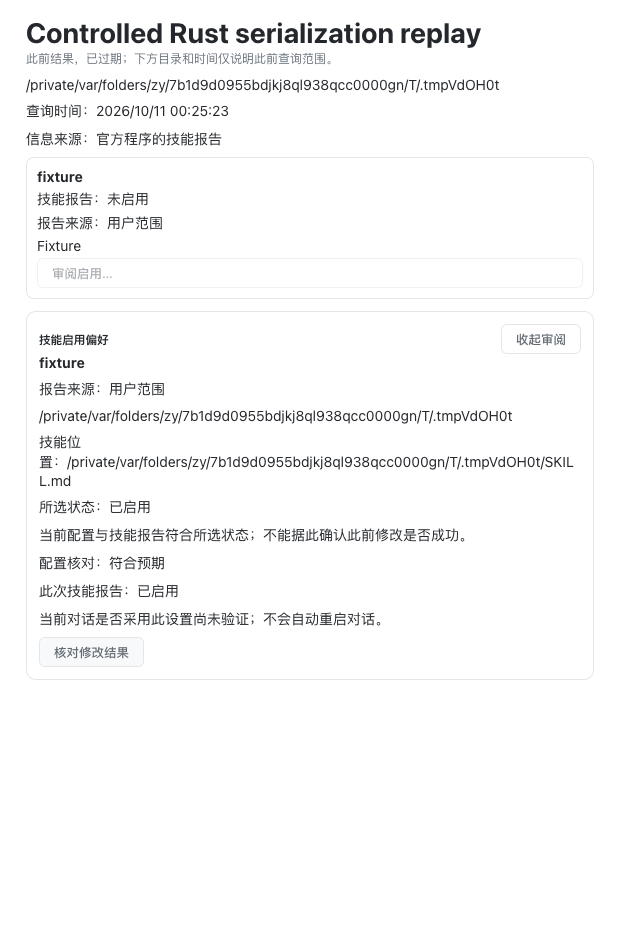 Controlled Rust serialization replay
此前结果，已过期；下方目录和时间仅说明此前查询范围。
/private/var/folders/zy/7b1d9d0955bdjkj8ql938qcc0000gn/T/.tmpVdOH0t
查询时间：2026/10/11 00:25:23
信息来源：官方程序的技能报告
fixture
技能报告：未启用
报告来源：用户范围
Fixture
审阅启用…
技能启用偏好
收起审阅
fixture
报告来源：用户范围
/private/var/folders/zy/7b1d9d0955bdjkj8ql938qcc0000gn/T/.tmpVdOH0t
技能位
置：/private/var/folders/zy/7b1d9d0955bdjkj8ql938qcc0000gn/T/.tmpVdOH0t/SKIL
L.md
所选状态：已启用
当前配置与技能报告符合所选状态；不能据此确认此前修改是否成功。
配置核对：符合预期
此次技能报告：已启用
当前对话是否采用此设置尚未验证；不会自动重启对话。
核对修改结果